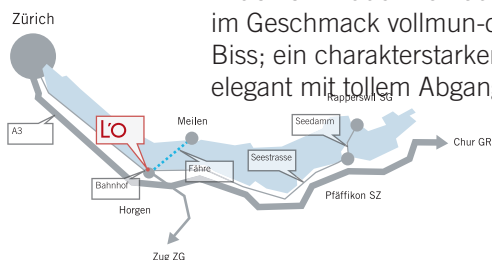 im Geschmack vollmun-d
Biss; ein charakterstarker
elegant mit tollem Abgang
Zürich
A3
L'O
Meilen
Rapperswil SG
Seedamm
Chur GR
Seestrasse
Fähre
Bahnhof
Pfäffikon SZ
Horgen
Zug ZG